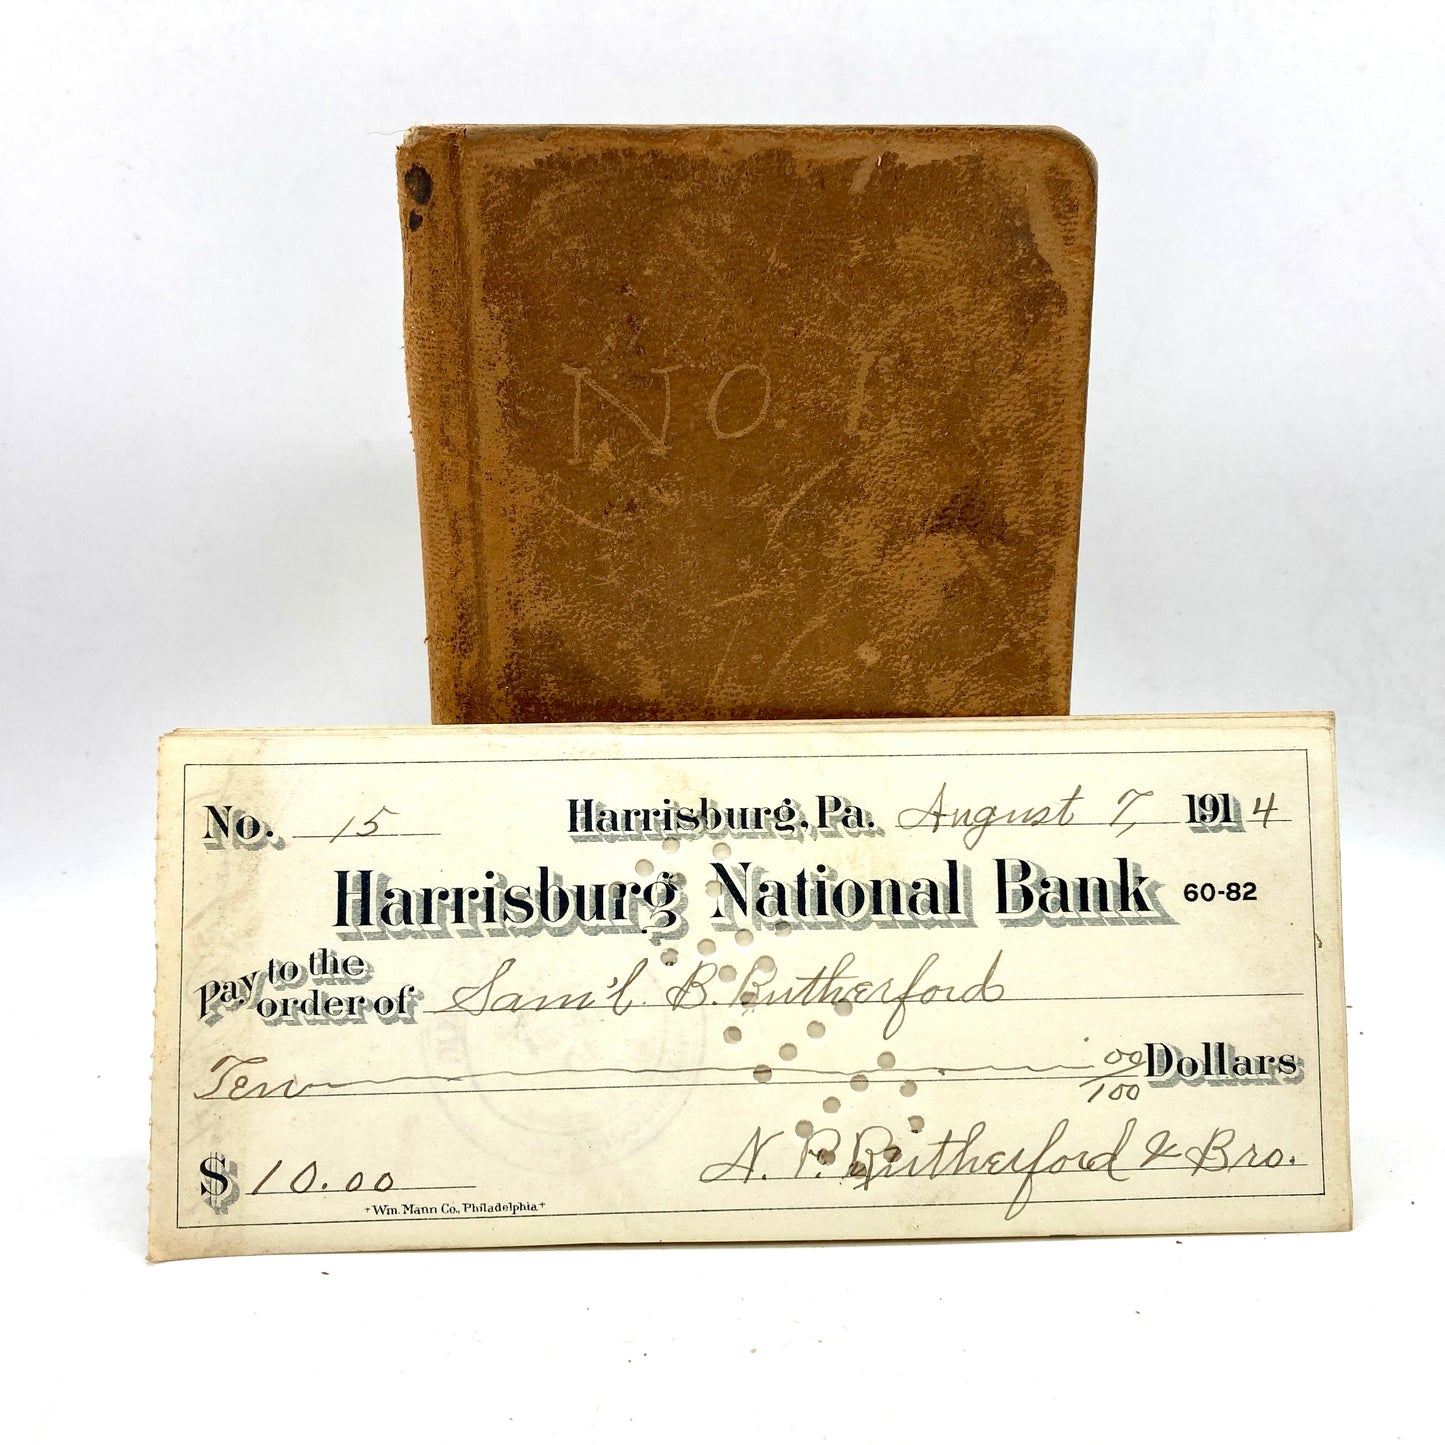 NO. 1
No. 15 Harrisburg, Pa. August 7, 1914
Harrisburg National Bank 60-82
Pay to the order of Sam'l. B. Rutherford
Ten 00/100 Dollars
$ 10.00 N. P. Rutherford & Bro.
+Wm. Mann Co., Philadelphia+